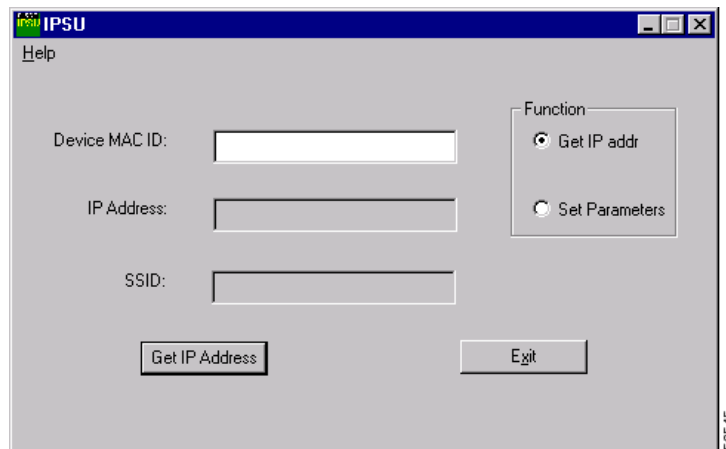 IPSU
Help
Function
Device MAC ID:
Get IP addr
IP Address:
Set Parameters
SSID:
Get IP Address
Exit